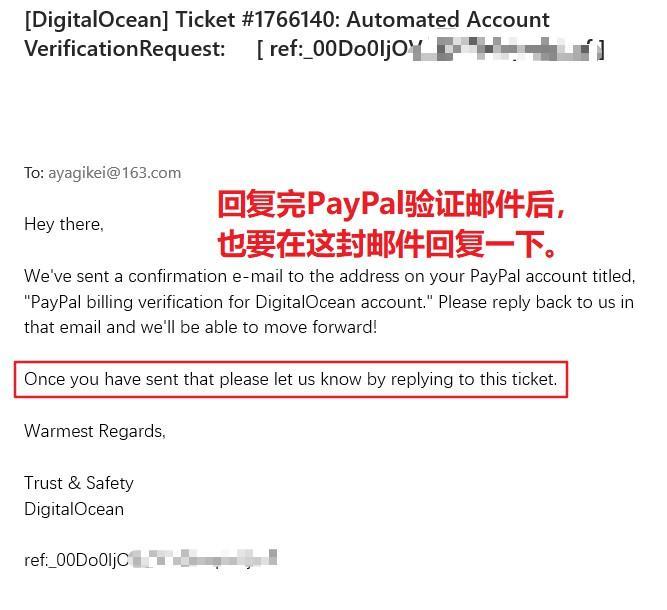 [DigitalOcean] Ticket #1766140: Automated Account
VerificationRequest: [ ref:_00Do0IjOV
To: ayagikei@163.com
回复完PayPal验证邮件后，
也要在这封邮件回复一下。
Hey there,
We've sent a confirmation e-mail to the address on your PayPal account titled,
"PayPal billing verification for DigitalOcean account." Please reply back to us in
that email and we'll be able to move forward!
Once you have sent that please let us know by replying to this ticket.
Warmest Regards,
Trust & Safety
DigitalOcean
ref:_00Do0IjO